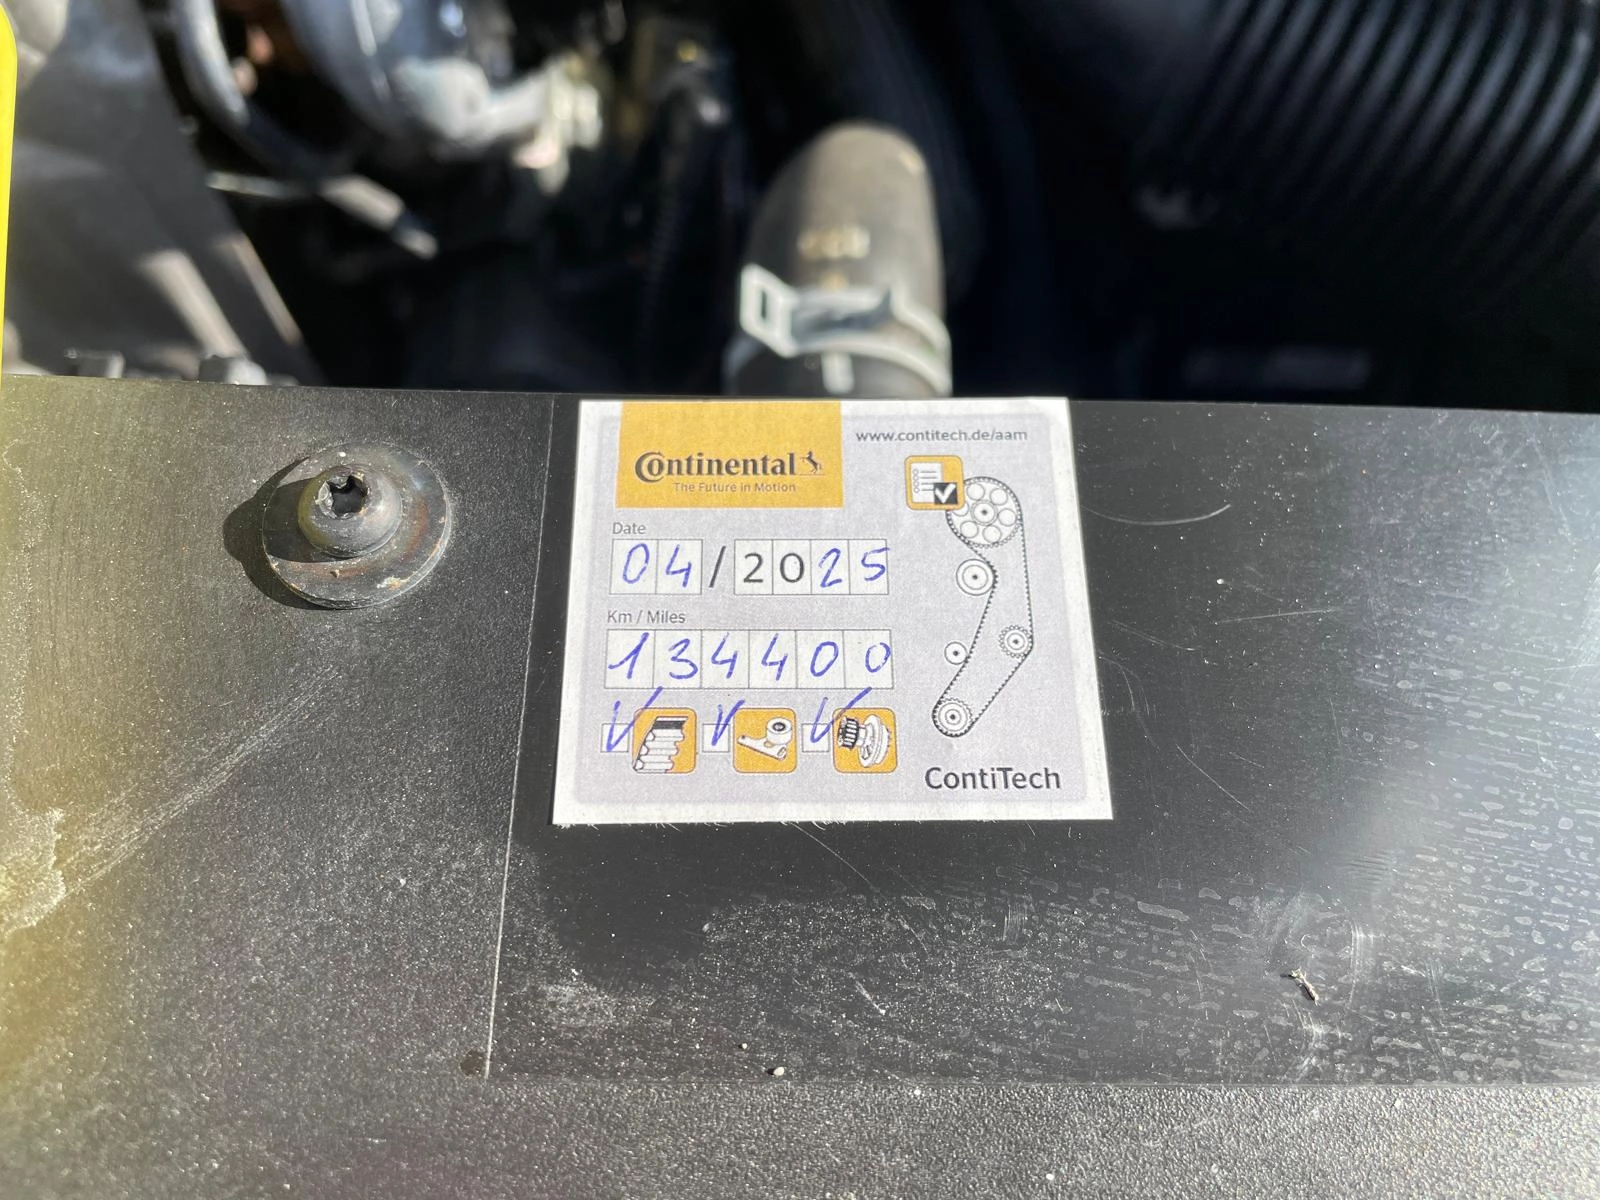 Continental
The Future in Motion
www.contitech.de/aam
Date
04/2025
Km / Miles
134400
ContiTech